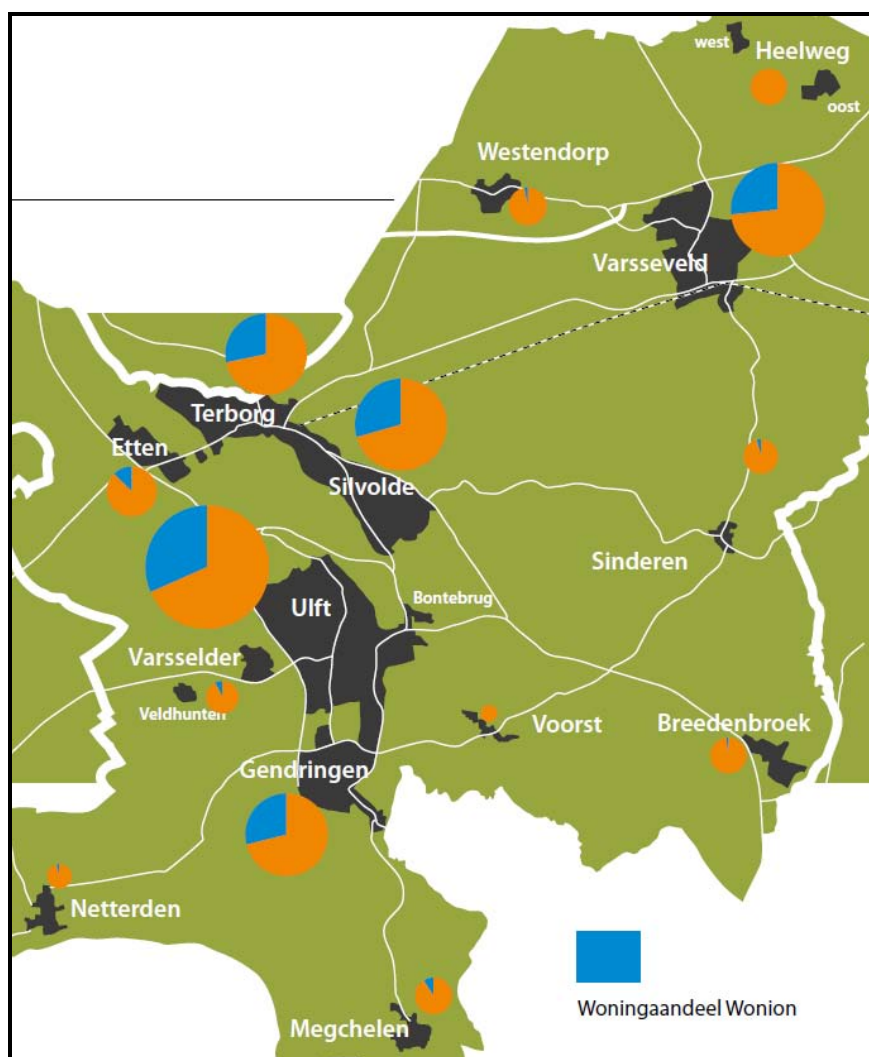 west
Heelweg
oost
Westendorp
Varsseveld
Terborg
Etten
Silvolde
Sinderen
Ulft
Bontebrug
Varsselder
Veldhunten
Voorst
Breedenbroek
Gendringen
Netterden
Megchelen
Woningaandeel Wonion